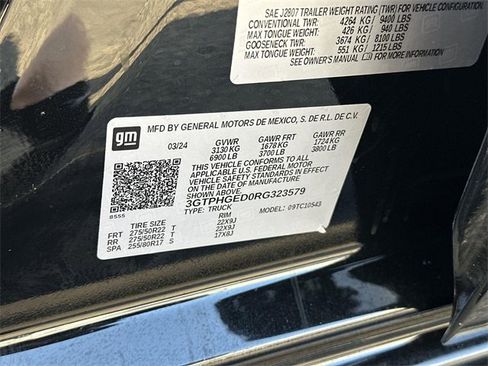 SAE J2807 TRAILER WEIGHT RATING (TWR) FOR VEHICLE CONFIGURATION.
CONVENTIONAL TWR: 4264 KG / 9400 LBS
MAX TONGUE WEIGHT: 426 KG / 940 LBS
GOOSENECK TWR: 3674 KG / 8100 LBS
MAX TONGUE WEIGHT: 551 KG / 1215 LBS
SEE OWNER'S MANUAL FOR MORE INFORMATION.
gm
MFD BY GENERAL MOTORS DE MEXICO, S. DE R.L. DE C.V.
03/24 GVWR GAWR FRT GAWR RR
3130 KG 1678 KG 1724 KG
6900 LB 3700 LB 3800 LB
THIS VEHICLE CONFORMS TO ALL
APPLICABLE U.S. FEDERAL MOTOR VEHICLE
SAFETY, BUMPER, AND THEFT PREVENTION
STANDARDS IN EFFECT ON THE DATE OF
MANUFACTURE SHOWN ABOVE.
3GTPHGED0RG323579
TYPE: TRUCK MODEL: 09TC10543
8555
TIRE SIZE RIM
FRT 275/50R22 T 22X9J
RR 275/50R22 T 22X9J
SPA 255/80R17 S 17X8J